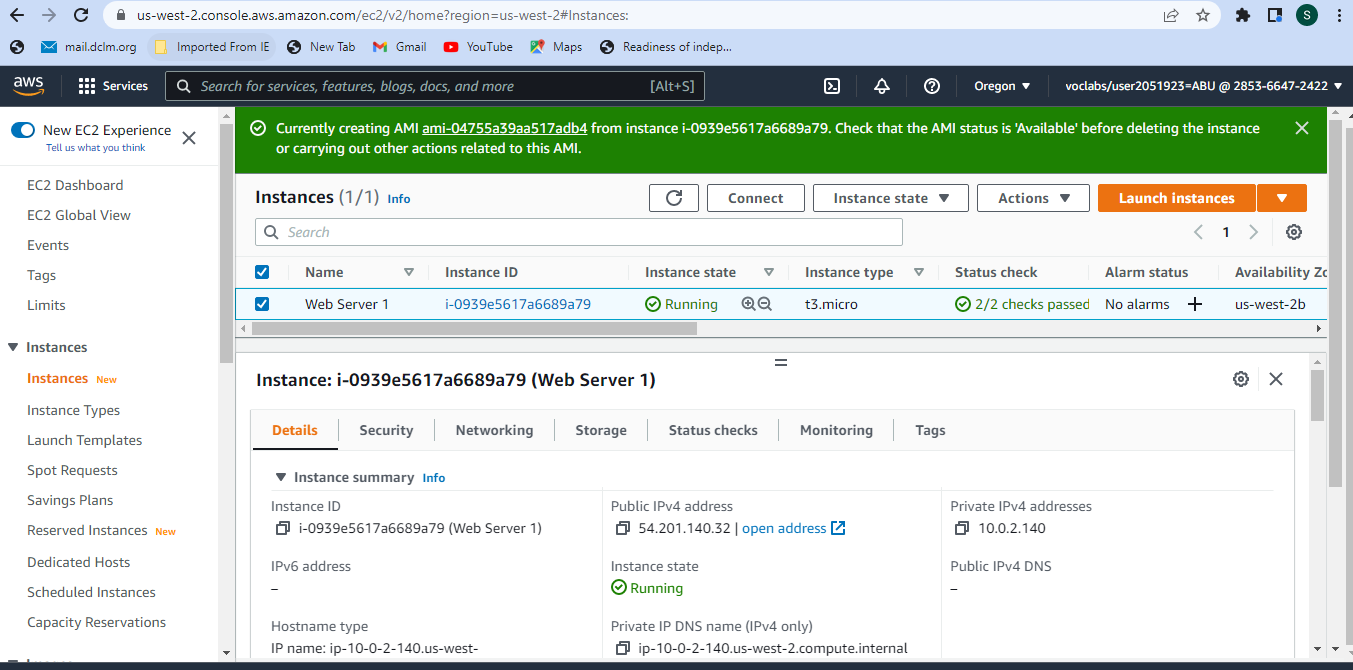 us-west-2.console.aws.amazon.com/ec2/v2/home?region=us-west-2#Instances:
S
mail.dclm.org Imported From IE New Tab Gmail YouTube Maps Readiness of indep...
aws Services Search for services, features, blogs, docs, and more [Alt+S] Oregon voclabs/user2051923=ABU @ 2853-6647-2422
New EC2 Experience
Tell us what you think
EC2 Dashboard
EC2 Global View
Events
Tags
Limits
Instances
Instances New
Instance Types
Launch Templates
Spot Requests
Savings Plans
Reserved Instances New
Dedicated Hosts
Scheduled Instances
Capacity Reservations
Currently creating AMI ami-04755a39aa517adb4 from instance i-0939e5617a6689a79. Check that the AMI status is 'Available' before deleting the instance
or carrying out other actions related to this AMI.
Instances (1/1) Info Connect Instance state Actions Launch instances
Search 1
Name Instance ID Instance state Instance type Status check Alarm status Availability Zo
Web Server 1 i-0939e5617a6689a79 Running t3.micro 2/2 checks passed No alarms us-west-2b
Instance: i-0939e5617a6689a79 (Web Server 1)
Details Security Networking Storage Status checks Monitoring Tags
Instance summary Info
Instance ID Public IPv4 address Private IPv4 addresses
i-0939e5617a6689a79 (Web Server 1) 54.201.140.32 | open address 10.0.2.140
IPv6 address Instance state Public IPv4 DNS
– Running –
Hostname type Private IP DNS name (IPv4 only)
IP name: ip-10-0-2-140.us-west- ip-10-0-2-140.us-west-2.compute.internal